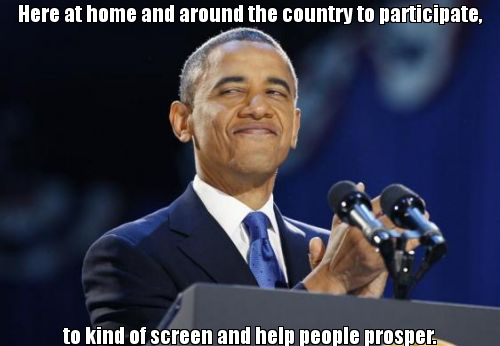 Here at home and around the country to participate,
to kind of screen and help people prosper.